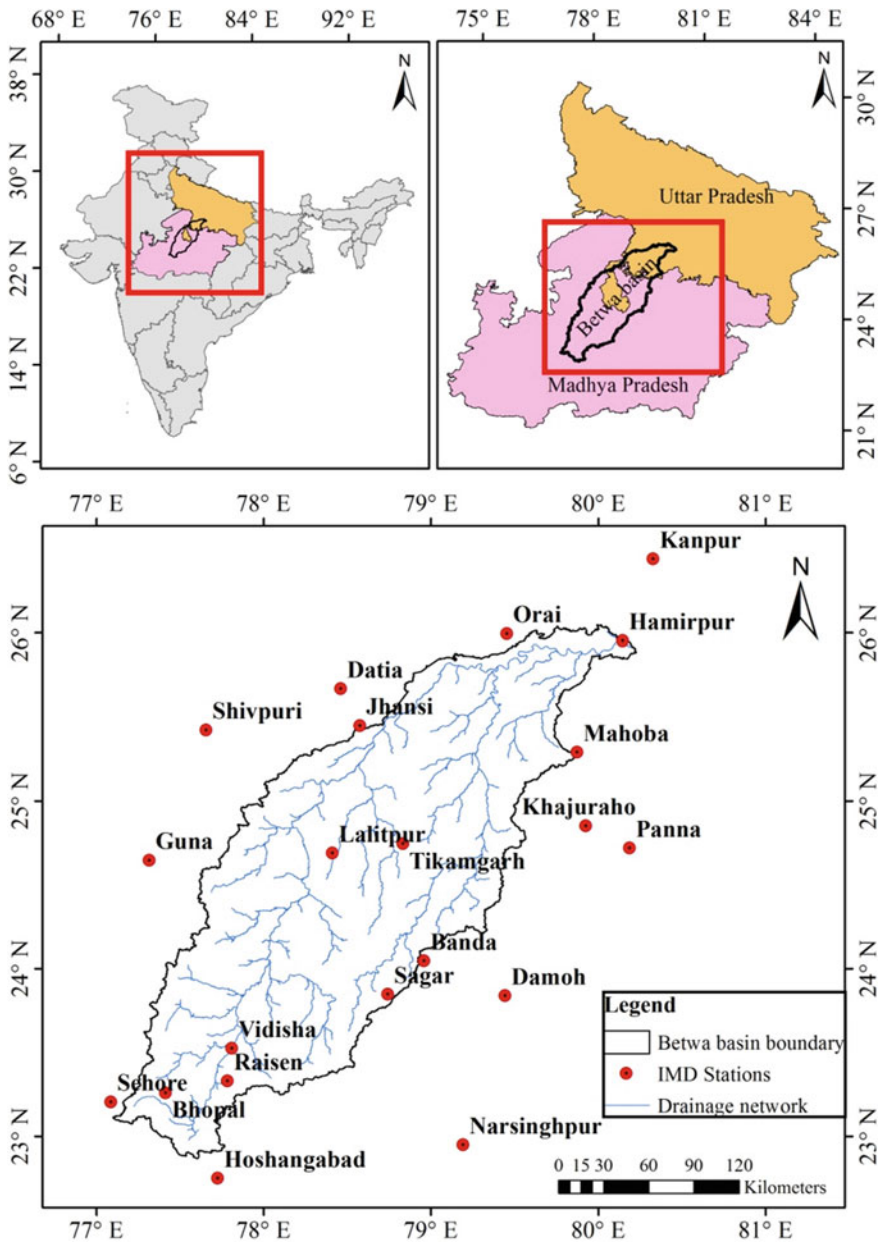 68° E 76° E 84° E 92° E
38° N
30° N
22° N
14° N
6° N
N
75° E 78° E 81° E 84° E
30° N
27° N
24° N
21° N
N
Uttar Pradesh
Betwa basin
Madhya Pradesh
77° E 78° E 79° E 80° E 81° E
26° N
25° N
24° N
23° N
N
Kanpur
Orai
Hamirpur
Datia
Shivpuri
Jhansi
Mahoba
Khajuraho
Panna
Guna
Lalitpur
Tikamgarh
Banda
Sagar
Damoh
Vidisha
Raisen
Sehore
Bhopal
Narsinghpur
Hoshangabad
Legend
Betwa basin boundary
IMD Stations
Drainage network
0 15 30 60 90 120
Kilometers
26° N
25° N
24° N
23° N
77° E 78° E 79° E 80° E 81° E